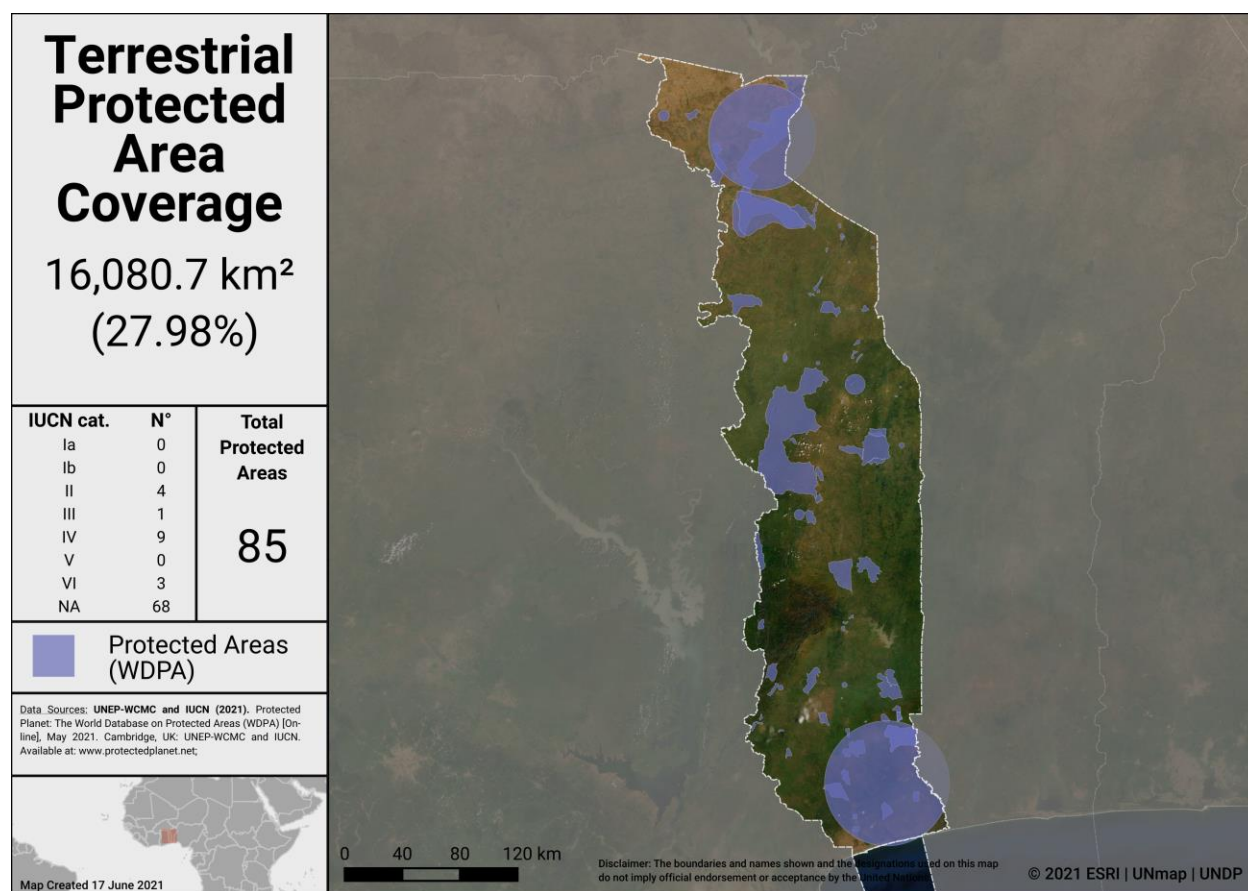 Terrestrial
Protected
Area
Coverage
16,080.7 km²
(27.98%)
IUCN cat. N°
Ia 0
Ib 0
II 4
III 1
IV 9
V 0
VI 3
NA 68
Total
Protected
Areas
85
Protected Areas
(WDPA)
Data Sources: UNEP-WCMC and IUCN (2021). Protected
Planet: The World Database on Protected Areas (WDPA) [On-
line], May 2021. Cambridge, UK: UNEP-WCMC and IUCN.
Available at: www.protectedplanet.net;
Map Created 17 June 2021
0 40 80 120 km
Disclaimer: The boundaries and names shown and the designations used on this map
do not imply official endorsement or acceptance by the United Nations.
© 2021 ESRI | UNmap | UNDP